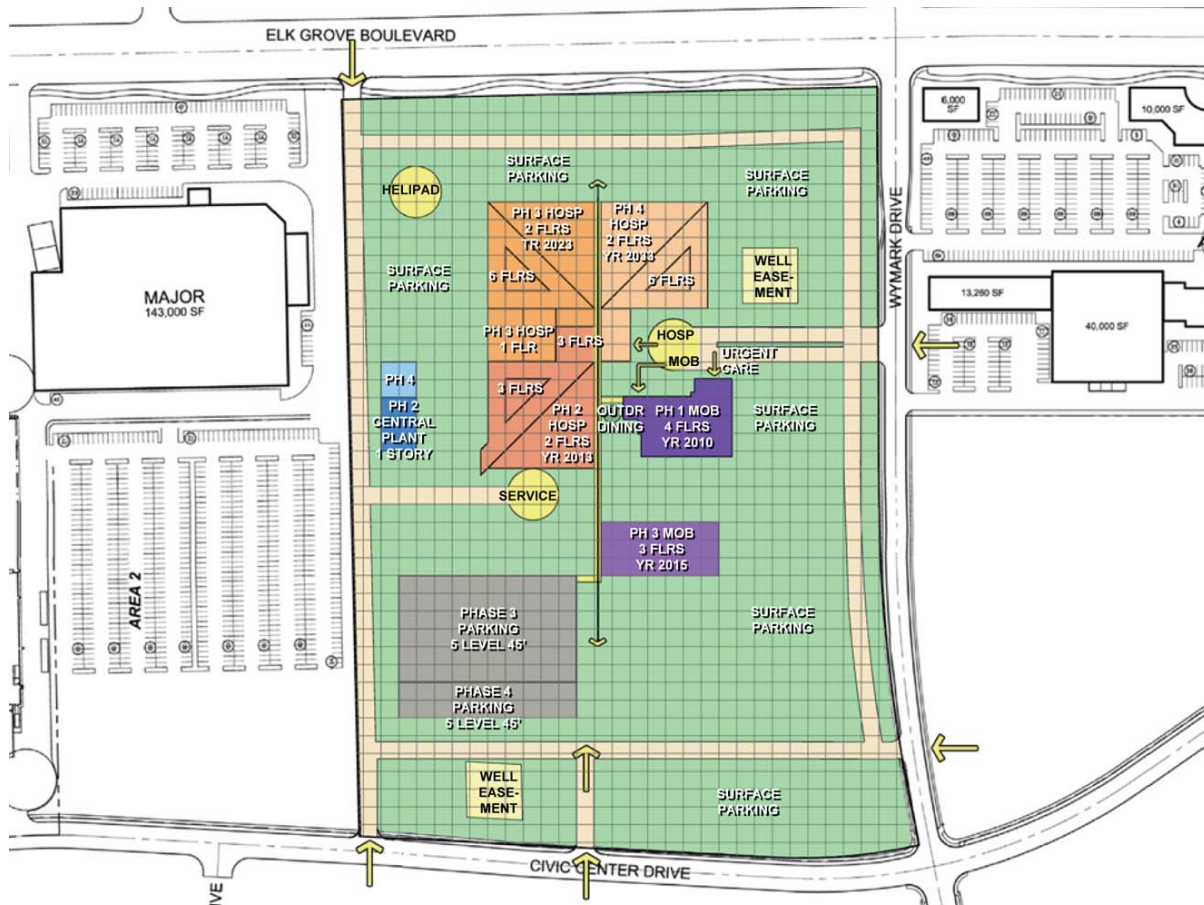 ELK GROVE BOULEVARD
6,000
SF
10,000 SF
HELIPAD
SURFACE
PARKING
SURFACE
PARKING
WYMARK DRIVE
PH 3 HOSP
2 FLRS
TR 2023
6 FLRS
PH 4
HOSP
2 FLRS
YR 2033
6 FLRS
SURFACE
PARKING
WELL
EASE-
MENT
MAJOR
143,000 SF
13,260 SF
40,000 SF
PH 3 HOSP
1 FLR
3 FLRS
HOSP
MOB
URGENT
CARE
PH 4
PH 2
CENTRAL
PLANT
1 STORY
3 FLRS
PH 2
HOSP
2 FLRS
YR 2013
OUTDR
DINING
PH 1 MOB
4 FLRS
YR 2010
SURFACE
PARKING
SERVICE
PH 3 MOB
3 FLRS
YR 2015
AREA 2
PHASE 3
PARKING
5 LEVEL 45'
SURFACE
PARKING
PHASE 4
PARKING
5 LEVEL 45'
WELL
EASE-
MENT
SURFACE
PARKING
CIVIC CENTER DRIVE